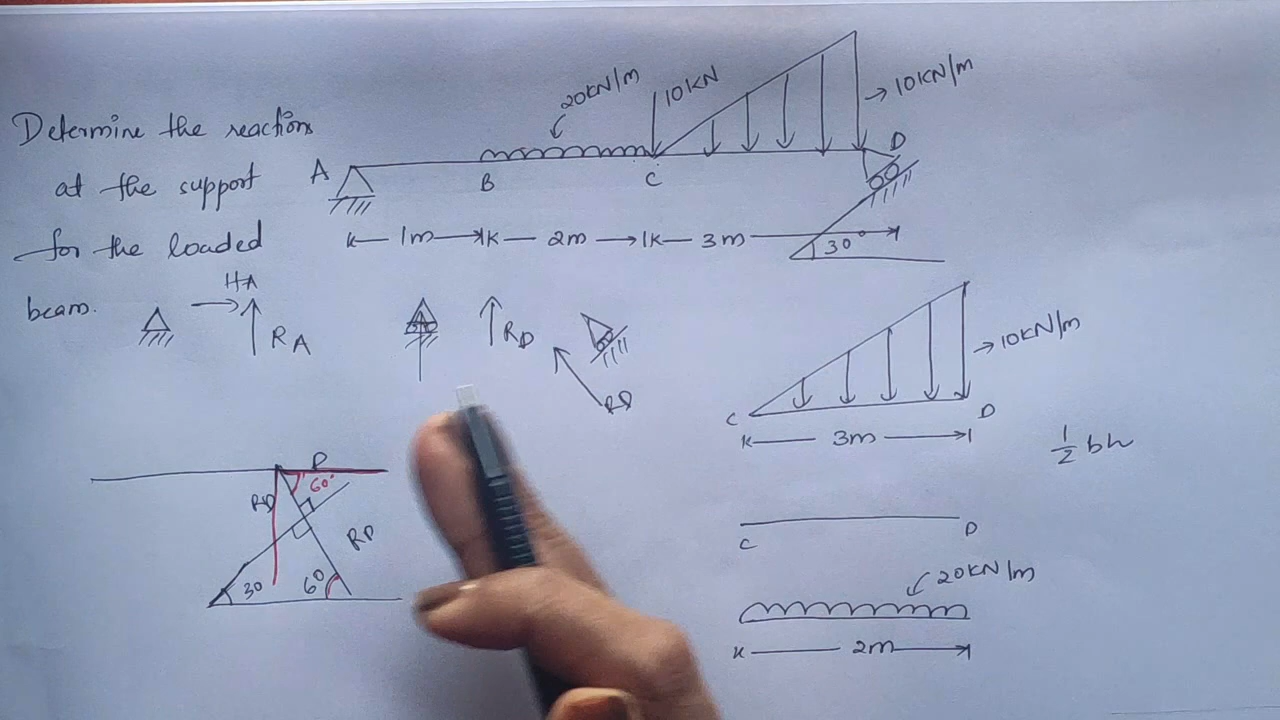 Determine the reactions
at the support
for the loaded
beam.
20KN/m
10KN
10KN/m
A
B
C
D
1m
2m
3m
30°
HA
RA
RD
RD
10KN/m
C
D
3m
1/2 bh
D
60°
RD
RD
30
60
C
D
20KN/m
2m